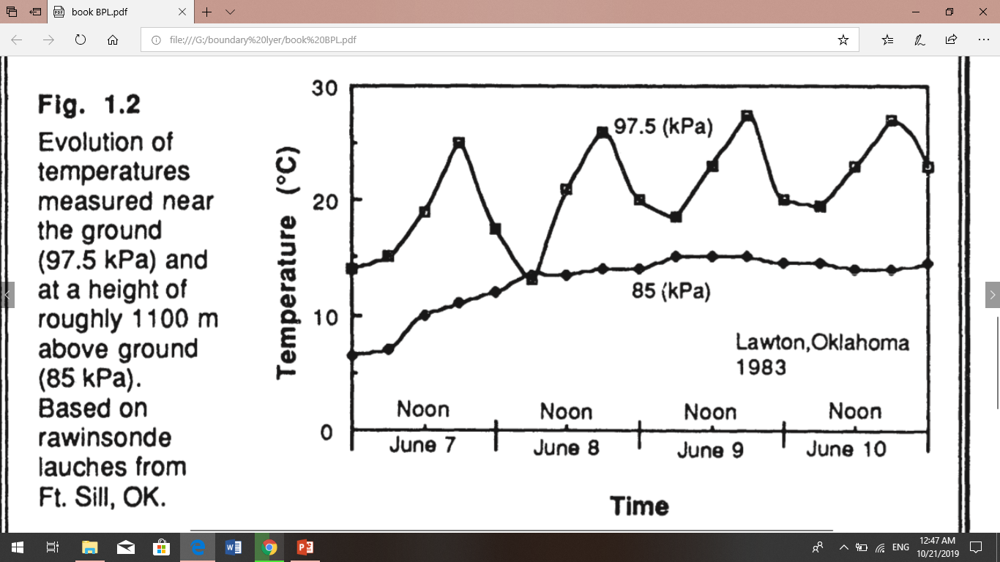 book BPL.pdf
file:///G:/boundary%20lyer/book%20BPL.pdf
Fig. 1.2
Evolution of
temperatures
measured near
the ground
(97.5 kPa) and
at a height of
roughly 1100 m
above ground
(85 kPa).
Based on
rawinsonde
lauches from
Ft. Sill, OK.
Temperature (°C)
30
20
10
0
97.5 (kPa)
85 (kPa)
Lawton,Oklahoma
1983
Noon Noon Noon Noon
June 7 June 8 June 9 June 10
Time
ENG
12:47 AM
10/21/2019